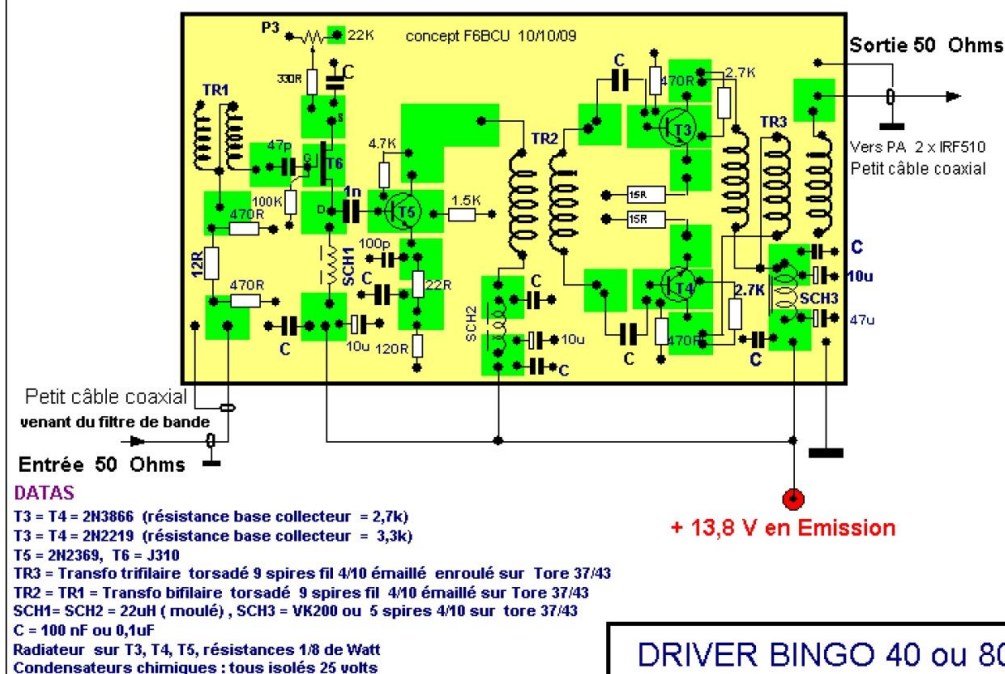 P3
22K
concept F6BCU 10/10/09
Sortie 50 Ohms
330R
C
C
470R
2.7K
TR1
S
T3
TR3
47p
G
T6
4.7K
TR2
Vers PA 2 x IRF510
Petit câble coaxial
100K
D
1n
T5
1.5K
15R
15R
470R
12R
SCH1
100p
C
22R
C
C
10u
470R
T4
2.7K
SCH3
SCH2
C
10u
120R
10u
C
C
470R
C
47u
Petit câble coaxial
venant du filtre de bande
Entrée 50 Ohms
+ 13,8 V en Emission
DATAS
T3 = T4 = 2N3866 (résistance base collecteur = 2,7k)
T3 = T4 = 2N2219 (résistance base collecteur = 3,3k)
T5 = 2N2369, T6 = J310
TR3 = Transfo trifilaire torsadé 9 spires fil 4/10 émaillé enroulé sur Tore 37/43
TR2 = TR1 = Transfo bifilaire torsadé 9 spires fil 4/10 émaillé sur Tore 37/43
SCH1= SCH2 = 22uH ( moulé) , SCH3 = VK200 ou 5 spires 4/10 sur tore 37/43
C = 100 nF ou 0,1uF
Radiateur sur T3, T4, T5, résistances 1/8 de Watt
Condensateurs chimiques : tous isolés 25 volts
DRIVER BINGO 40 ou 80